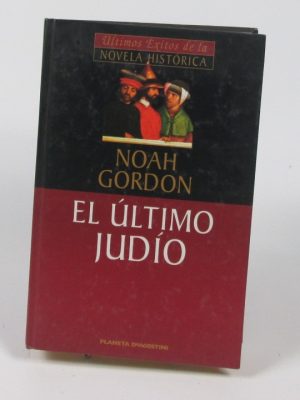 Últimos Éxitos de la
NOVELA HISTÓRICA
NOAH
GORDON
EL ÚLTIMO
JUDÍO
PLANETA DEAGOSTINI